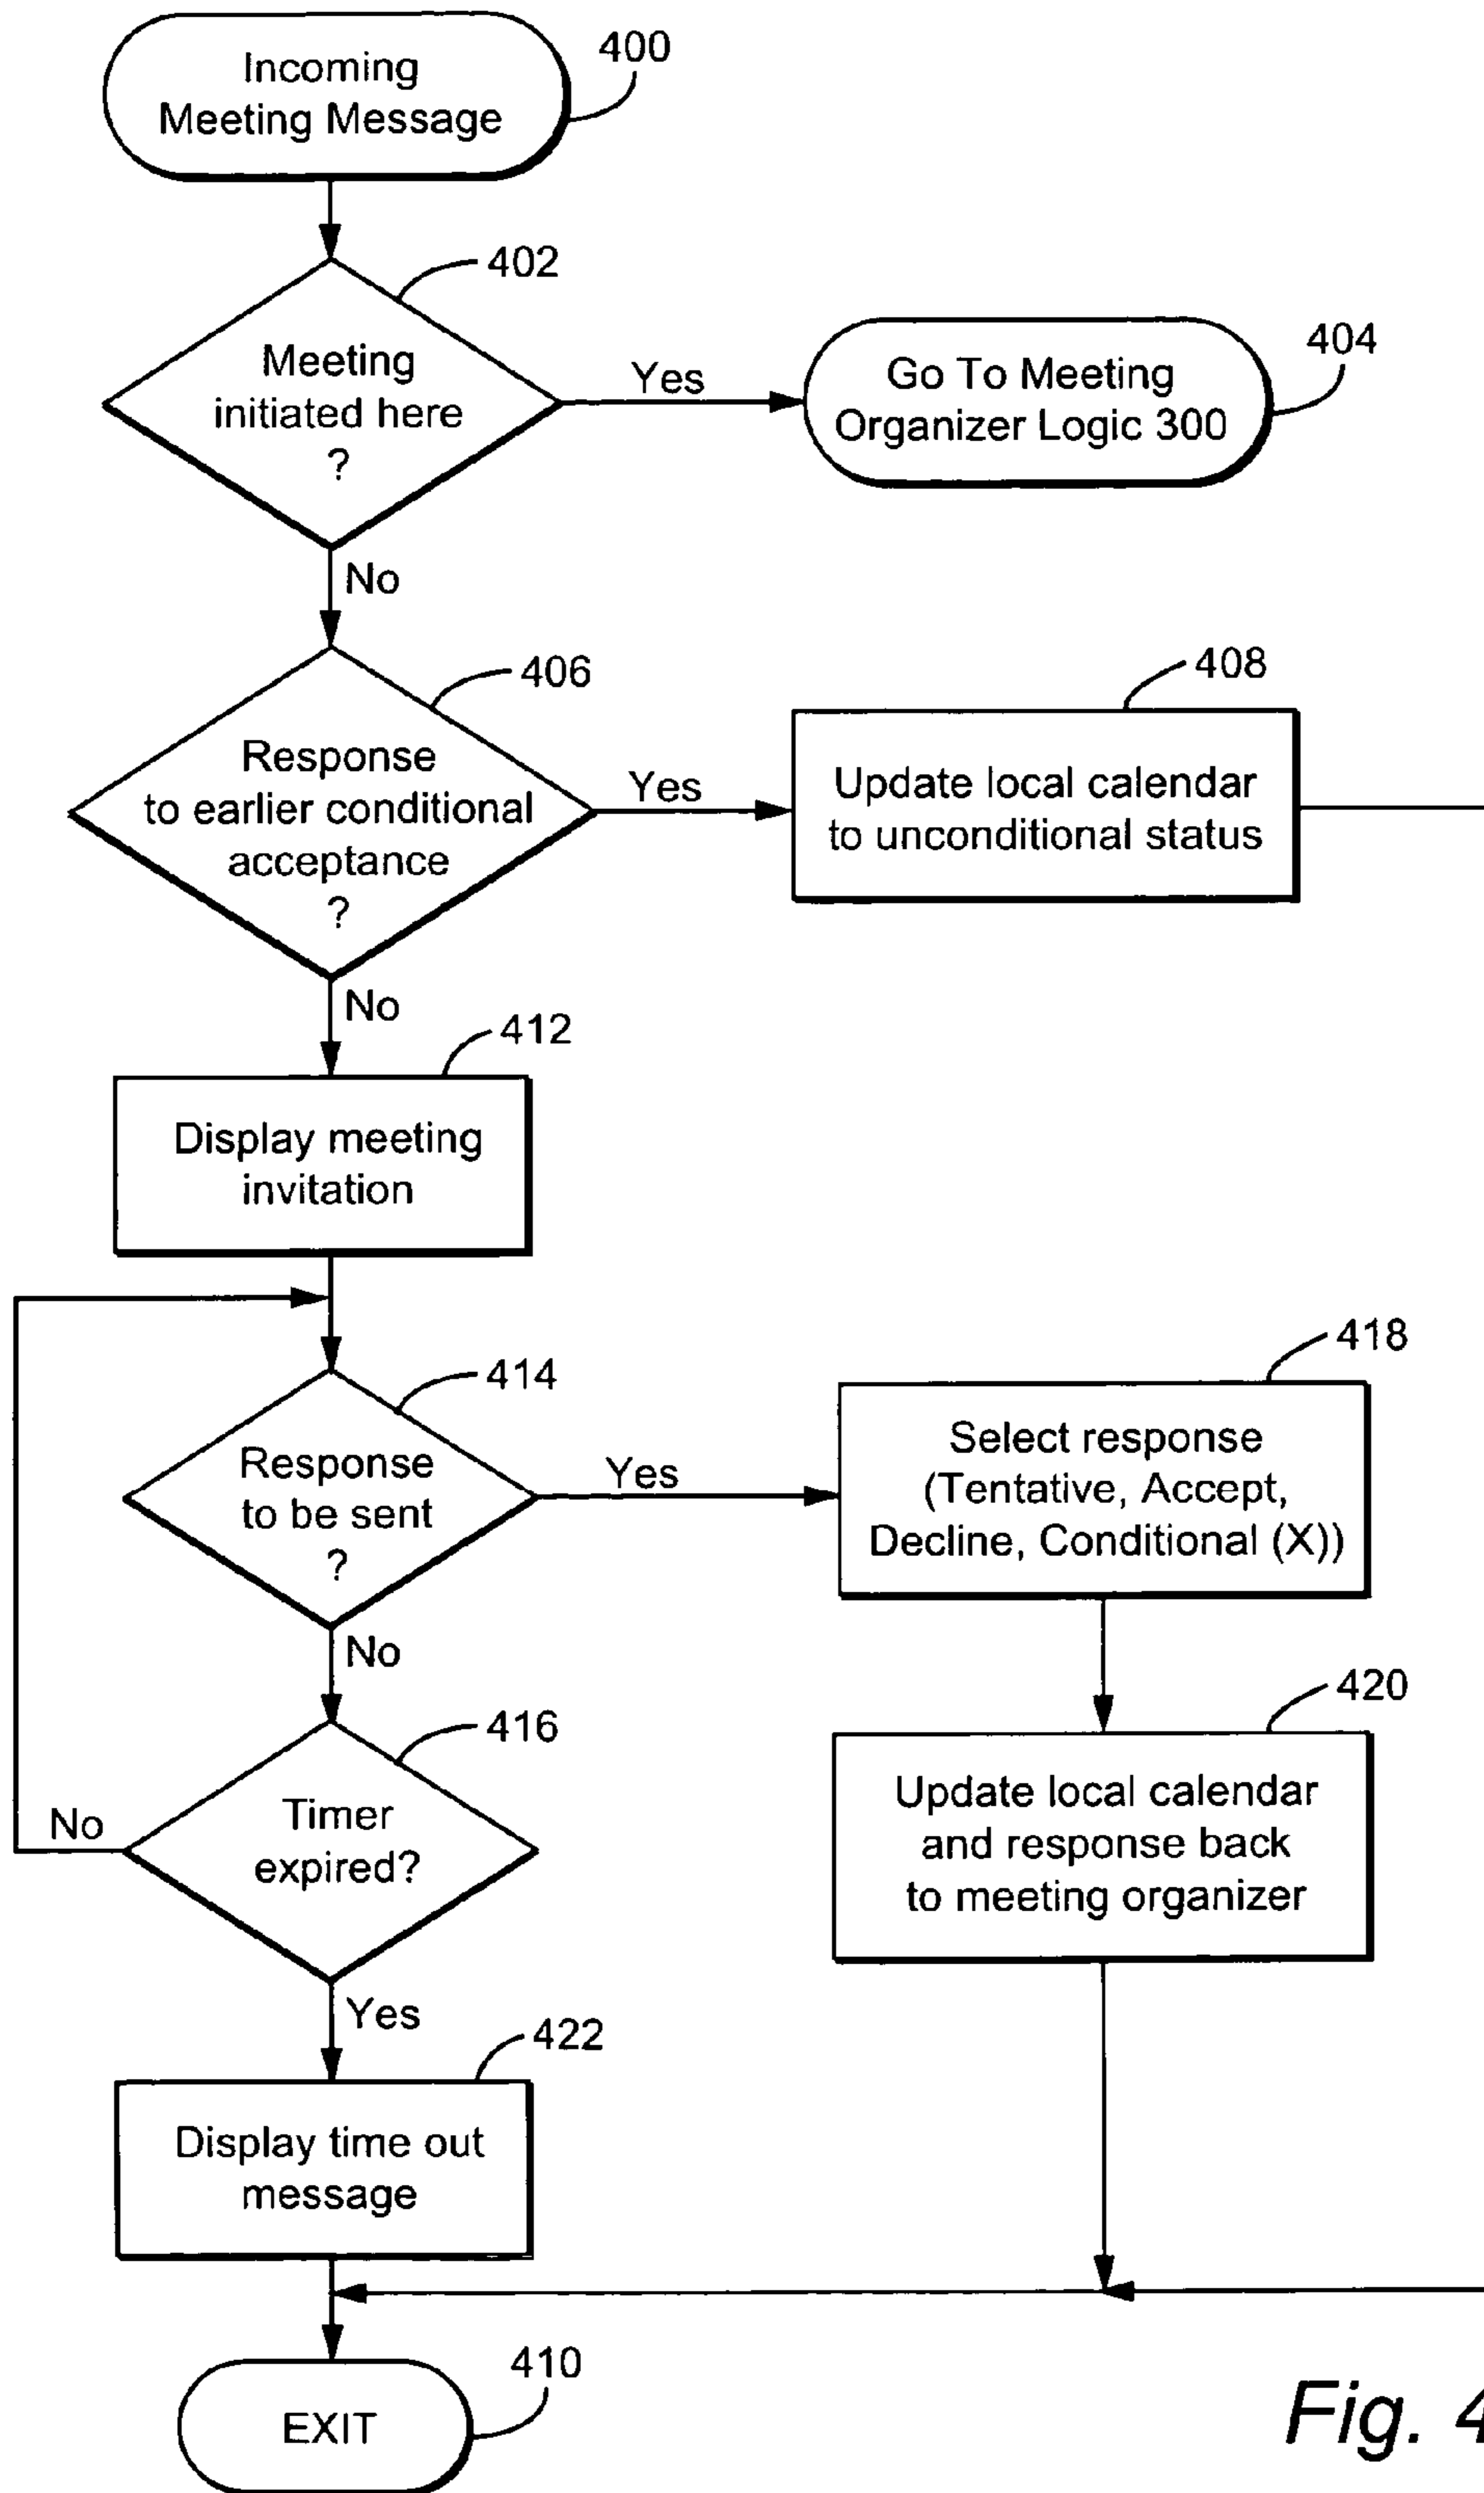 Incoming
Meeting Message
400
402
Meeting
initiated here
?
Yes
Go To Meeting
Organizer Logic 300
404
No
406
Response
to earlier conditional
acceptance
?
Yes
408
Update local calendar
to unconditional status
No
412
Display meeting
invitation
414
Response
to be sent
?
Yes
418
Select response
(Tentative, Accept,
Decline, Conditional (X))
No
416
Timer
expired?
No
420
Update local calendar
and response back
to meeting organizer
Yes
422
Display time out
message
410
EXIT
Fig. 4